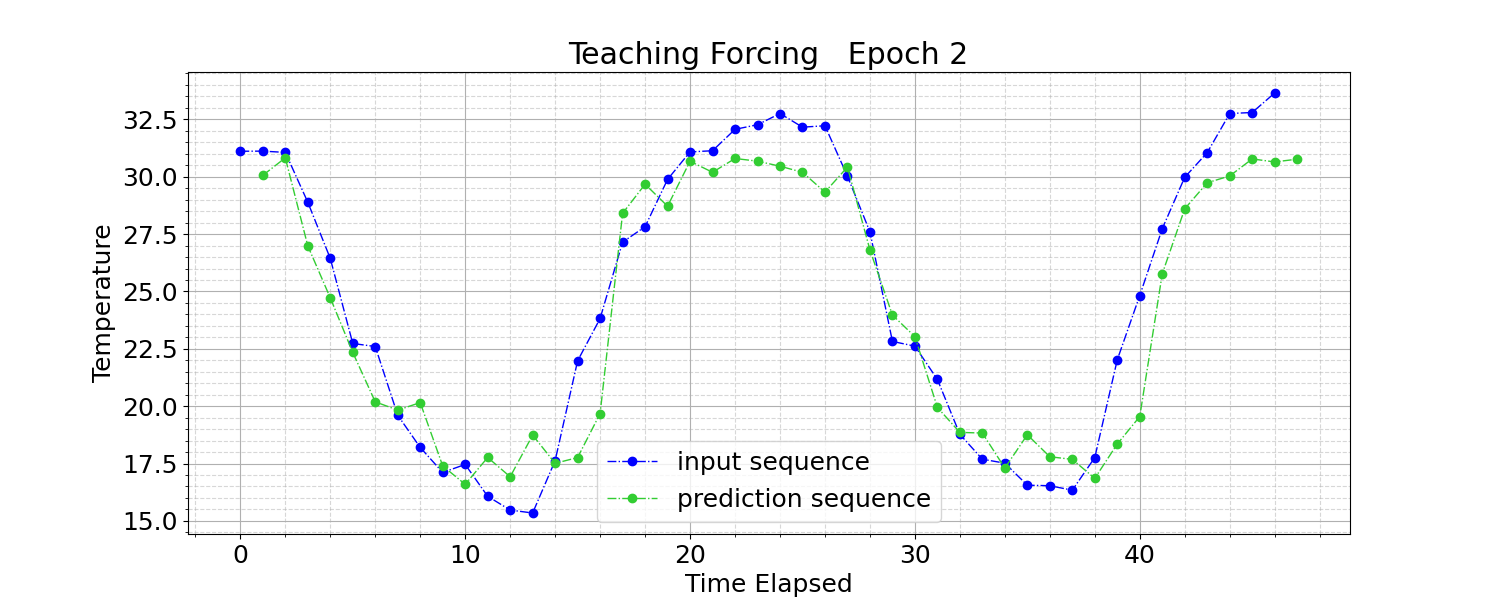 Teaching Forcing   Epoch 2
Temperature
32.5
30.0
27.5
25.0
22.5
20.0
17.5
15.0
input sequence
prediction sequence
0 10 20 30 40
Time Elapsed